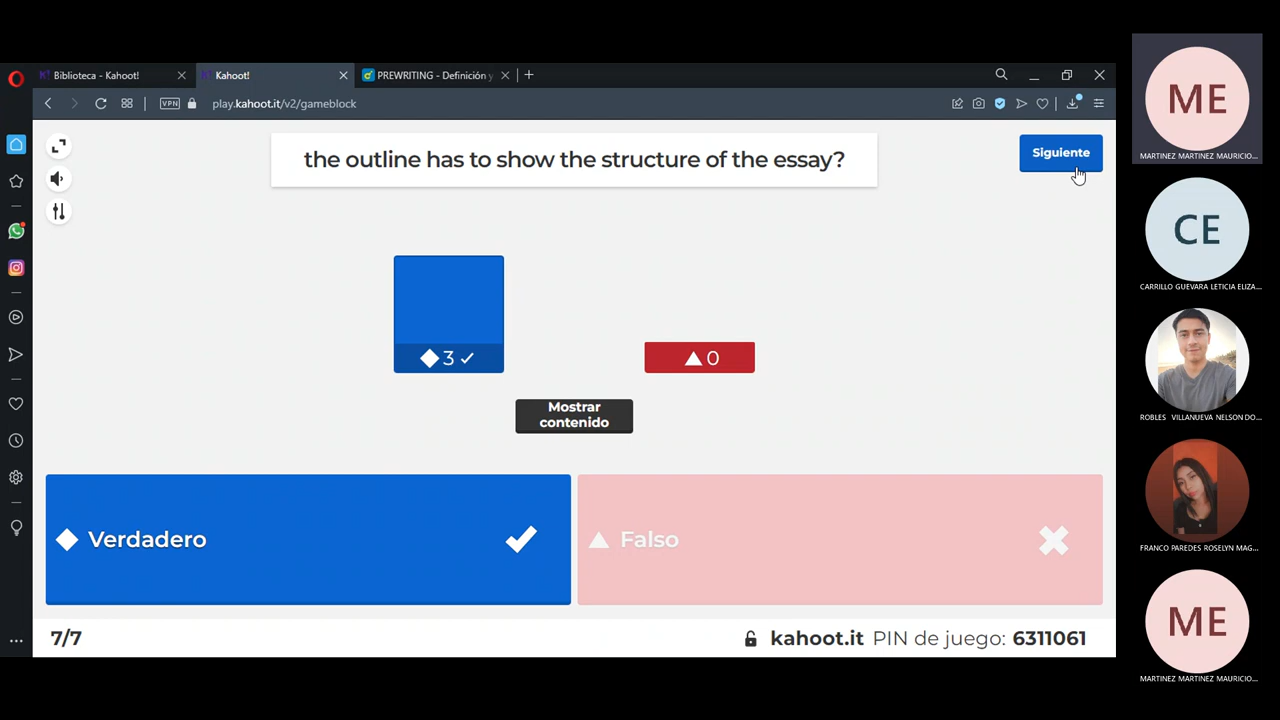 Biblioteca - Kahoot!
Kahoot!
PREWRITING - Definición y
VPN
play.kahoot.it/v2/gameblock
the outline has to show the structure of the essay?
Siguiente
3
0
Mostrar
contenido
Verdadero
Falso
7/7
kahoot.it PIN de juego: 6311061
ME
MARTINEZ MARTINEZ MAURICIO...
CE
CARRILLO GUEVARA LETICIA ELIZA...
ROBLES VILLANUEVA NELSON DO...
FRANCO PAREDES ROSELYN MAG...
ME
MARTINEZ MARTINEZ MAURICIO...